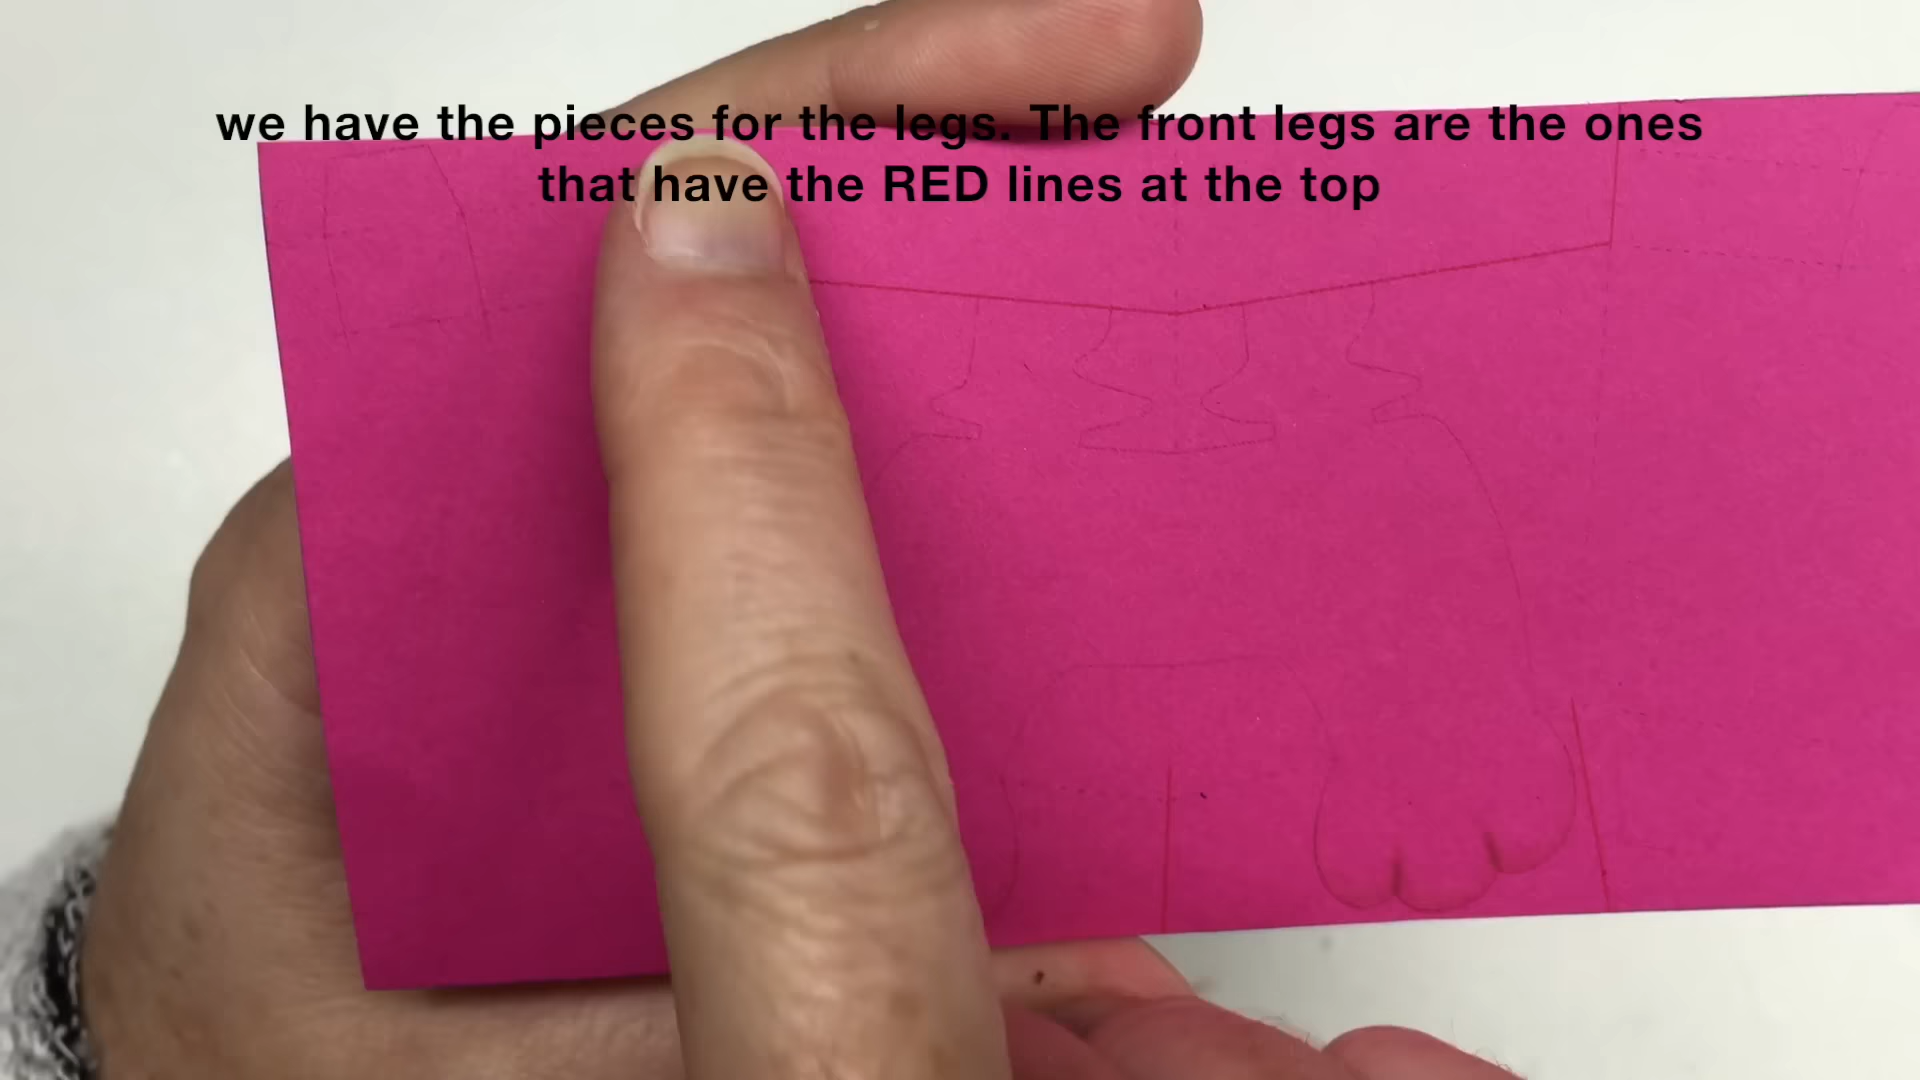 we have the pieces for the legs. The front legs are the ones
that have the RED lines at the top